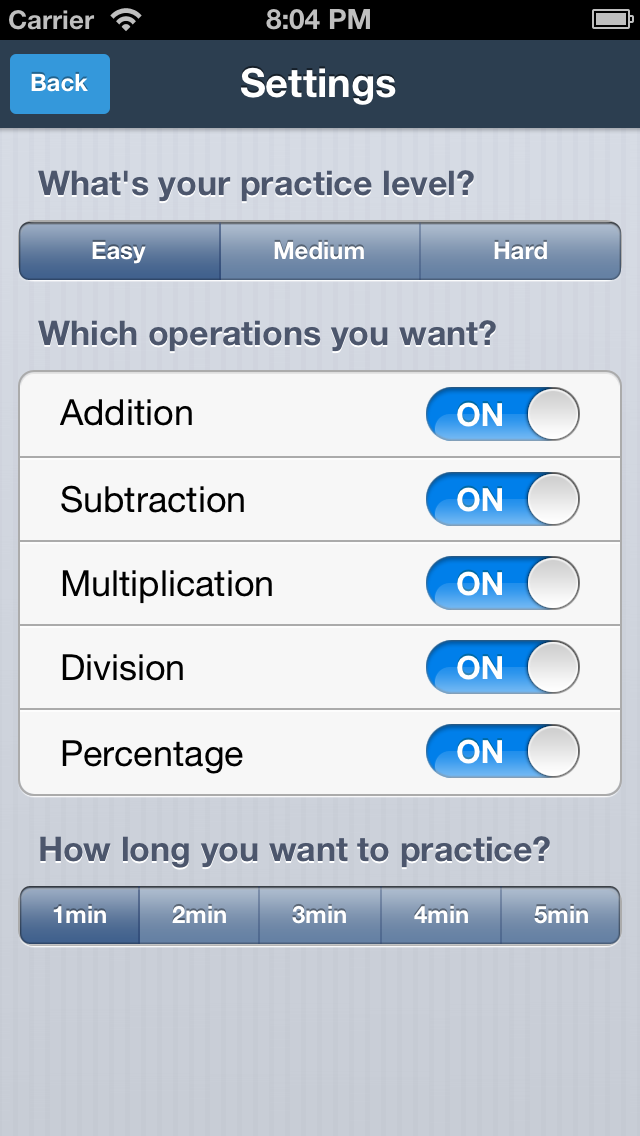 Carrier 8:04 PM
Back Settings
What's your practice level?
Easy Medium Hard
Which operations you want?
Addition ON
Subtraction ON
Multiplication ON
Division ON
Percentage ON
How long you want to practice?
1min 2min 3min 4min 5min